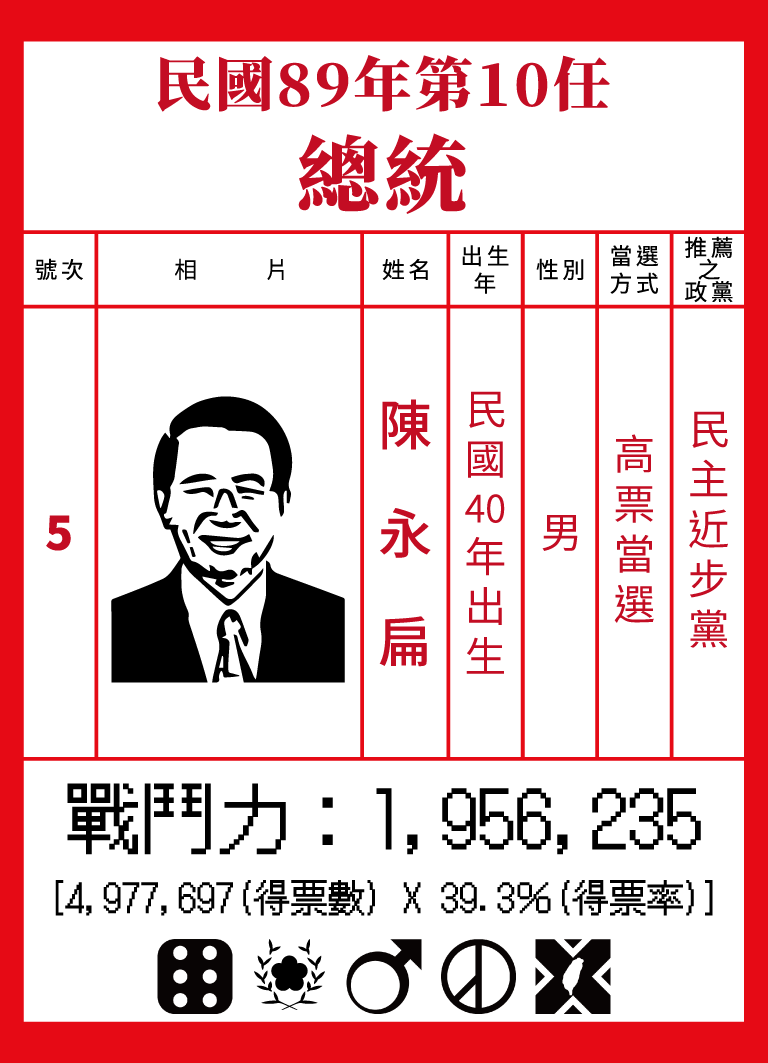 民國89年第10任
總統
號次
相 片
姓名
出生
年
性別
當選
方式
推薦
之
政黨
5
陳永扁
民國40年出生
男
高票當選
民主近步黨
戰鬥力：1,956,235
[4,977,697(得票數) X 39.3%(得票率)]